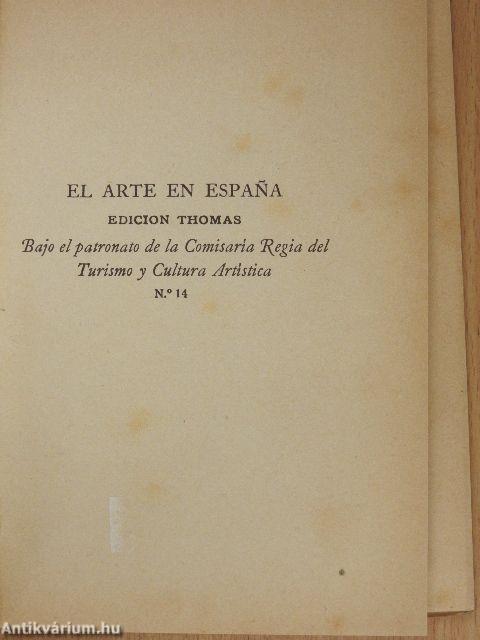 EL ARTE EN ESPAÑA
EDICION THOMAS
Bajo el patronato de la Comisaría Regia del
Turismo y Cultura Artística
N.º 14
Antikvárium.hu